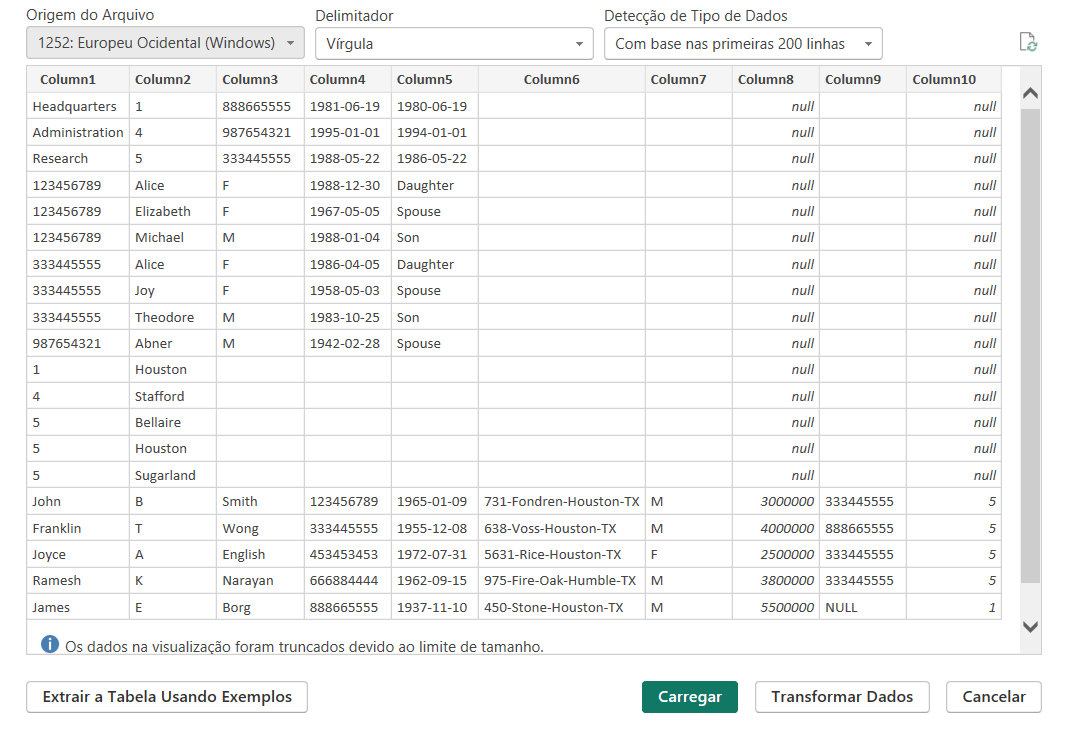 Origem do Arquivo Delimitador Detecção de Tipo de Dados
1252: Europeu Ocidental (Windows) Vírgula Com base nas primeiras 200 linhas
Column1 Column2 Column3 Column4 Column5 Column6 Column7 Column8 Column9 Column10
Headquarters 1 888665555 1981-06-19 1980-06-19 null null
Administration 4 987654321 1995-01-01 1994-01-01 null null
Research 5 333445555 1988-05-22 1986-05-22 null null
123456789 Alice F 1988-12-30 Daughter null null
123456789 Elizabeth F 1967-05-05 Spouse null null
123456789 Michael M 1988-01-04 Son null null
333445555 Alice F 1986-04-05 Daughter null null
333445555 Joy F 1958-05-03 Spouse null null
333445555 Theodore M 1983-10-25 Son null null
987654321 Abner M 1942-02-28 Spouse null null
1 Houston null null
4 Stafford null null
5 Bellaire null null
5 Houston null null
5 Sugarland null null
John B Smith 123456789 1965-01-09 731-Fondren-Houston-TX M 3000000 333445555 5
Franklin T Wong 333445555 1955-12-08 638-Voss-Houston-TX M 4000000 888665555 5
Joyce A English 453453453 1972-07-31 5631-Rice-Houston-TX F 2500000 333445555 5
Ramesh K Narayan 666884444 1962-09-15 975-Fire-Oak-Humble-TX M 3800000 333445555 5
James E Borg 888665555 1937-11-10 450-Stone-Houston-TX M 5500000 NULL 1
Os dados na visualização foram truncados devido ao limite de tamanho.
Extrair a Tabela Usando Exemplos Carregar Transformar Dados Cancelar